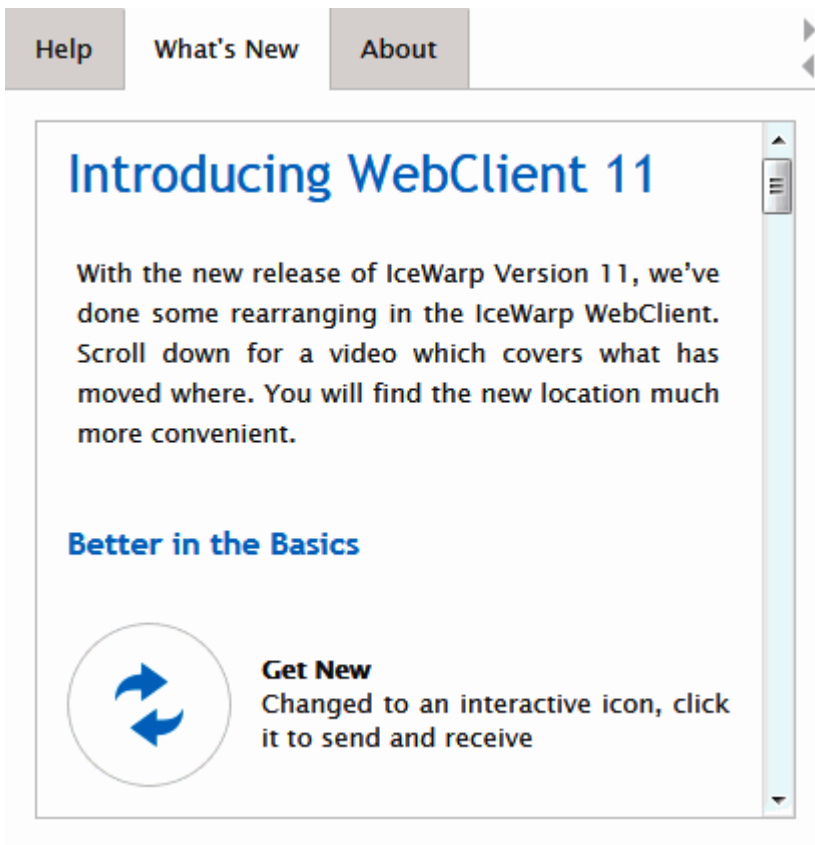 Help What's New About
Introducing WebClient 11
With the new release of IceWarp Version 11, we’ve
done some rearranging in the IceWarp WebClient.
Scroll down for a video which covers what has
moved where. You will find the new location much
more convenient.
Better in the Basics
Get New
Changed to an interactive icon, click
it to send and receive